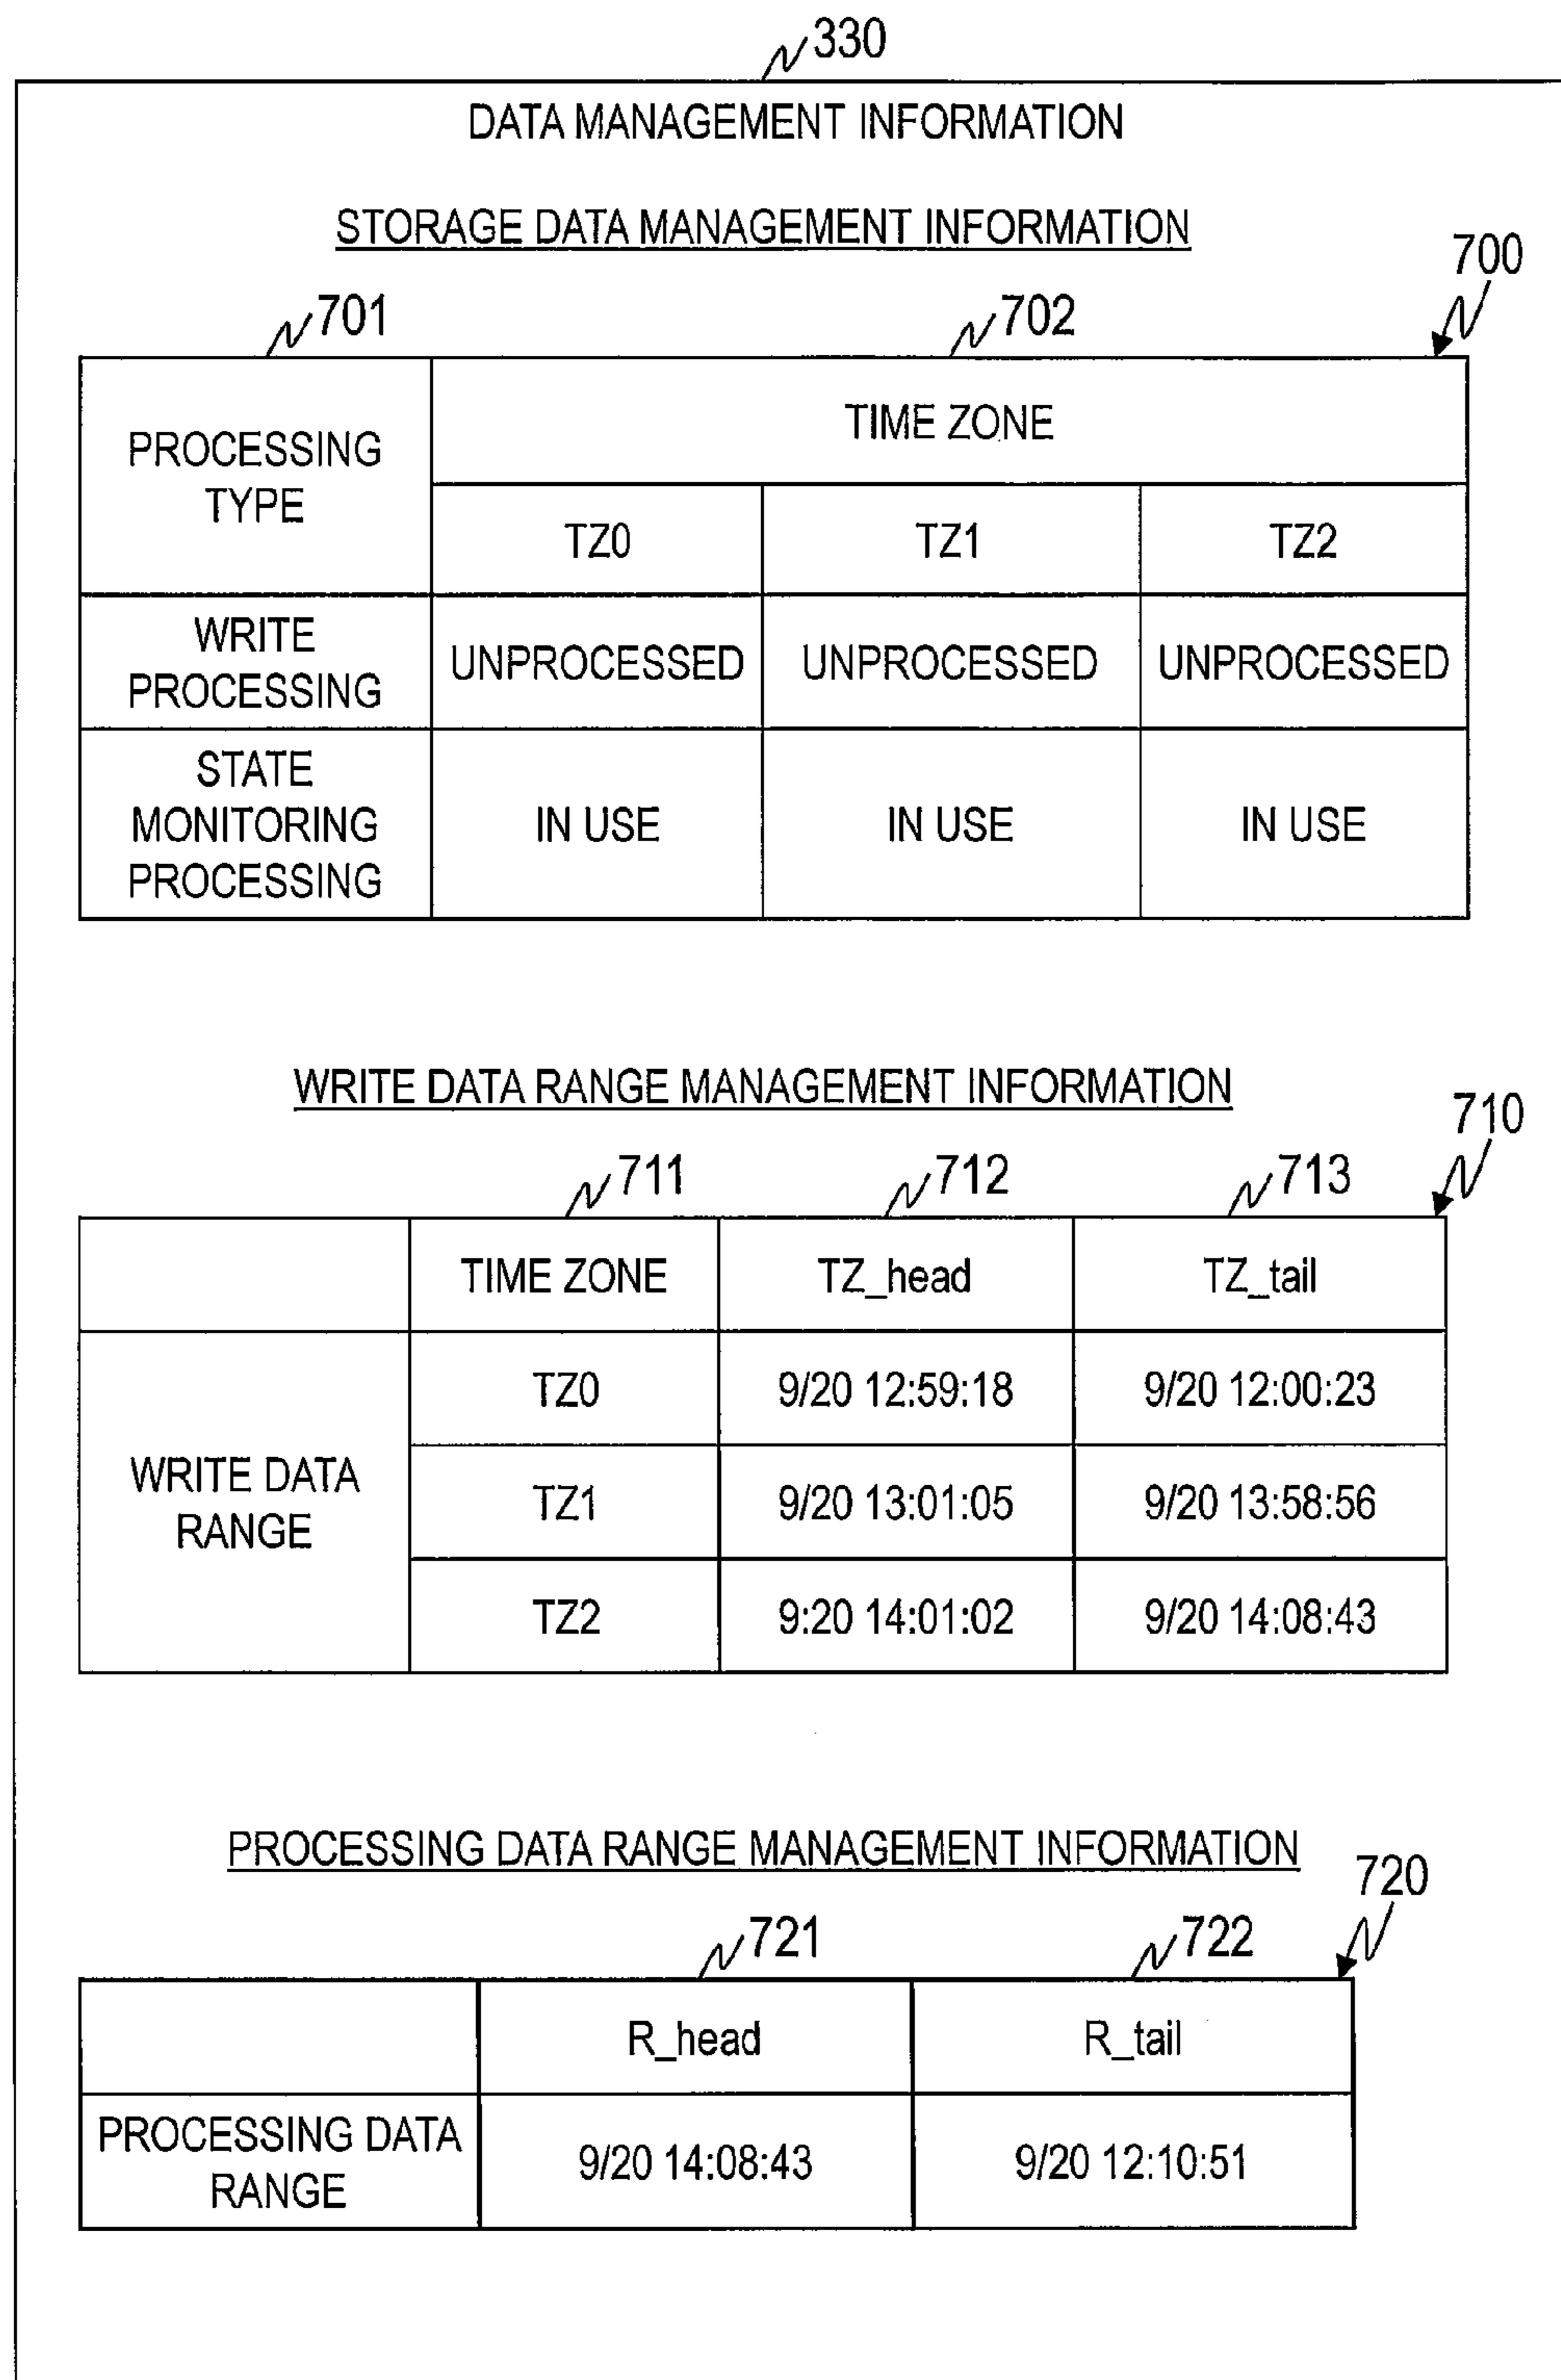 330
DATA MANAGEMENT INFORMATION
STORAGE DATA MANAGEMENT INFORMATION
700
701 702
PROCESSING TYPE TIME ZONE
TZ0 TZ1 TZ2
WRITE PROCESSING UNPROCESSED UNPROCESSED UNPROCESSED
STATE MONITORING PROCESSING IN USE IN USE IN USE
WRITE DATA RANGE MANAGEMENT INFORMATION
710
711 712 713
TIME ZONE TZ_head TZ_tail
WRITE DATA RANGE
TZ0 9/20 12:59:18 9/20 12:00:23
TZ1 9/20 13:01:05 9/20 13:58:56
TZ2 9:20 14:01:02 9/20 14:08:43
PROCESSING DATA RANGE MANAGEMENT INFORMATION
720
721 722
R_head R_tail
PROCESSING DATA RANGE 9/20 14:08:43 9/20 12:10:51